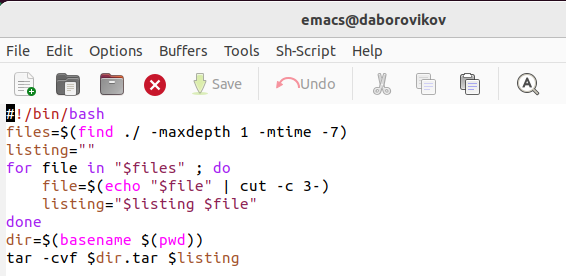 emacs@daborovikov
File Edit Options Buffers Tools Sh-Script Help
Save Undo
#!/bin/bash
files=$(find ./ -maxdepth 1 -mtime -7)
listing=""
for file in "$files" ; do
    file=$(echo "$file" | cut -c 3-)
    listing="$listing $file"
done
dir=$(basename $(pwd))
tar -cvf $dir.tar $listing